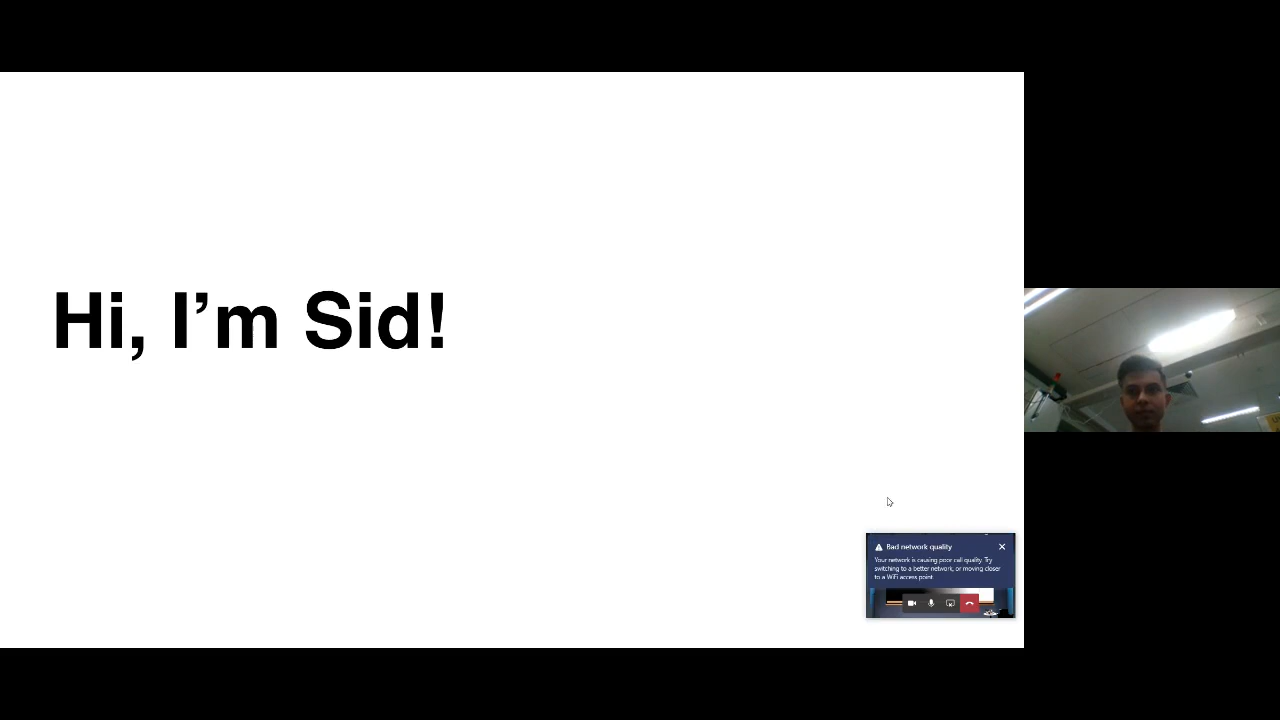 Hi, I’m Sid!
Bad network quality
Your network is causing poor call quality. Try
switching to a better network, or moving closer
to a WiFi access point